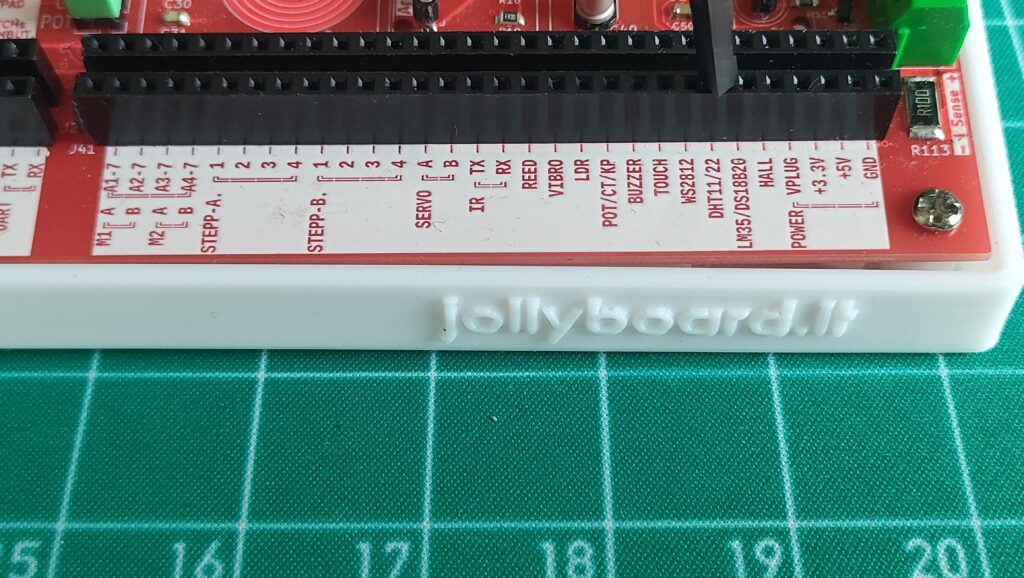 C30
R10
C40
J41
R100
Sense +
-
R113
UART TX
RX
M1 A A1-7
B A2-7
M2 A A3-7
B A4-7
STEPP-A. 1
2
3
4
STEPP-B. 1
2
3
4
SERVO A
B
IR TX
RX
REED
VIBRO
LDR
POT/CT/KP
BUZZER
TOUCH
WS2812
DHT11/22
LM35/DS18B20
HALL
POWER VPLUG
+3.3V
+5V
GND
jollyboard.it
15 16 17 18 19 20